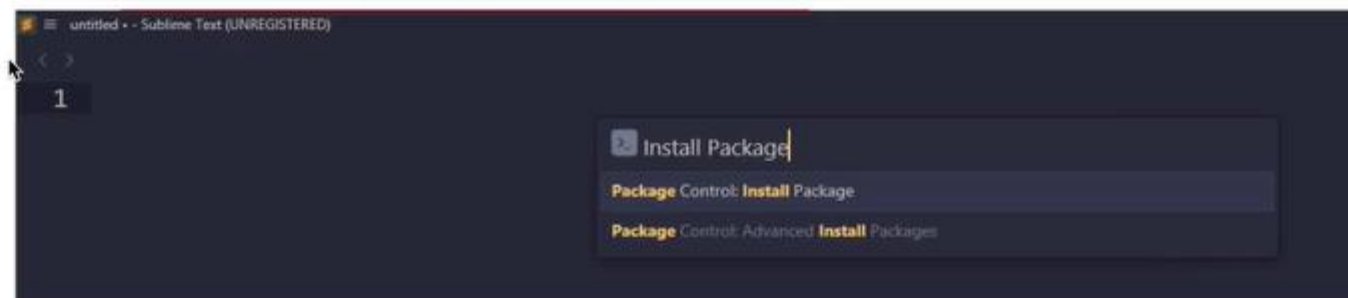 untitled • - Sublime Text (UNREGISTERED)
1
Install Package
Package Control: Install Package
Package Control: Advanced Install Packages